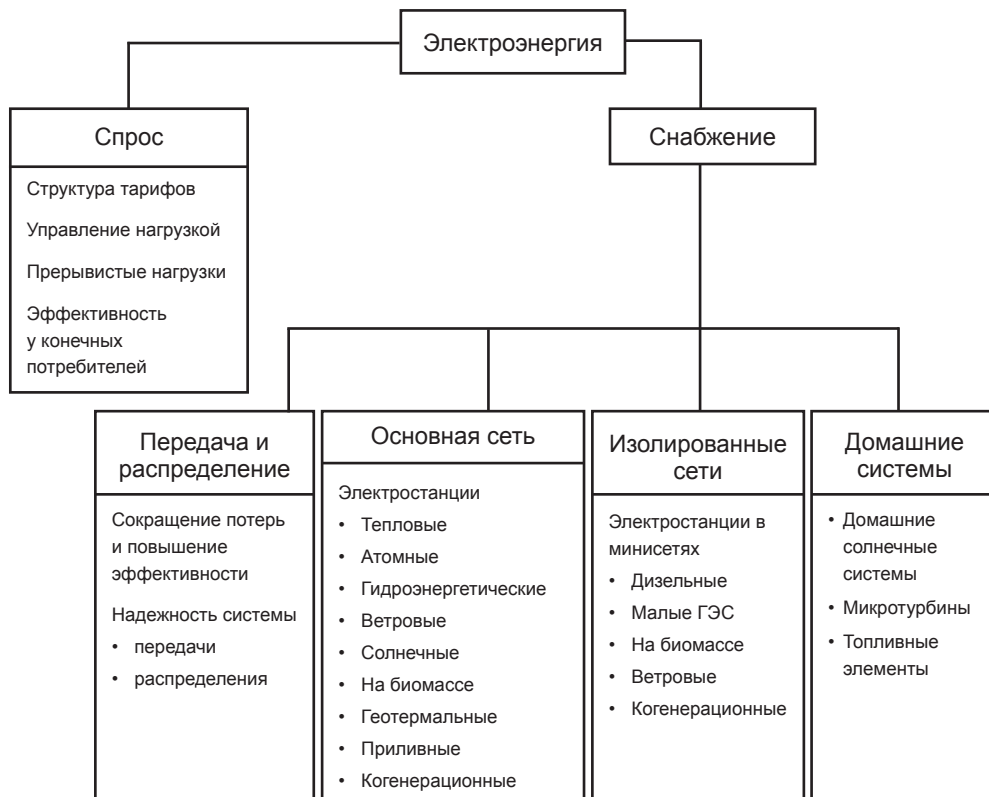 Электроэнергия
Спрос
Структура тарифов
Управление нагрузкой
Прерывистые нагрузки
Эффективность
у конечных
потребителей
Снабжение
Передача и
распределение
Сокращение потерь
и повышение
эффективности
Надежность системы
• передачи
• распределения
Основная сеть
Электростанции
• Тепловые
• Атомные
• Гидроэнергетические
• Ветровые
• Солнечные
• На биомассе
• Геотермальные
• Приливные
• Когенерационные
Изолированные
сети
Электростанции в
минисетях
• Дизельные
• Малые ГЭС
• На биомассе
• Ветровые
• Когенерационные
Домашние
системы
• Домашние
солнечные
системы
• Микротурбины
• Топливные
элементы